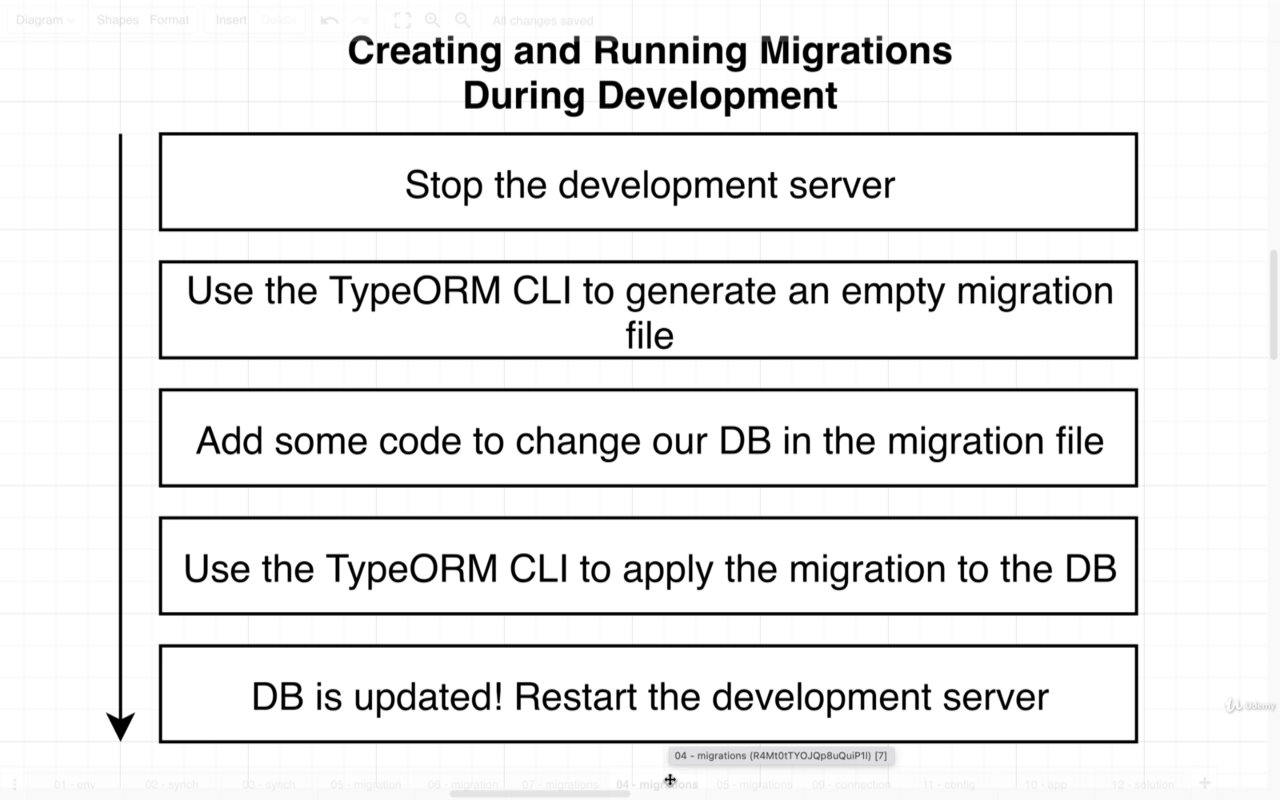 Diagram
Shapes
Format
Insert
Delete
All changes saved
Creating and Running Migrations
During Development
Stop the development server
Use the TypeORM CLI to generate an empty migration
file
Add some code to change our DB in the migration file
Use the TypeORM CLI to apply the migration to the DB
DB is updated! Restart the development server
Udemy
04 - migrations (R4Mt0tTYOJQp8uQuiP1l) [7]
01 - env
02 - synch
03 - synch
05 - migration
06 - migration
07 - migrations
04 - migrations
05 - migrations
09 - connection
11 - config
10 - app
12 - solution